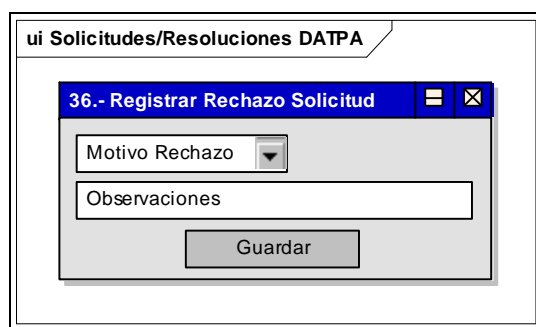 ui Solicitudes/Resoluciones DATPA
36.- Registrar Rechazo Solicitud
Motivo Rechazo
Observaciones
Guardar